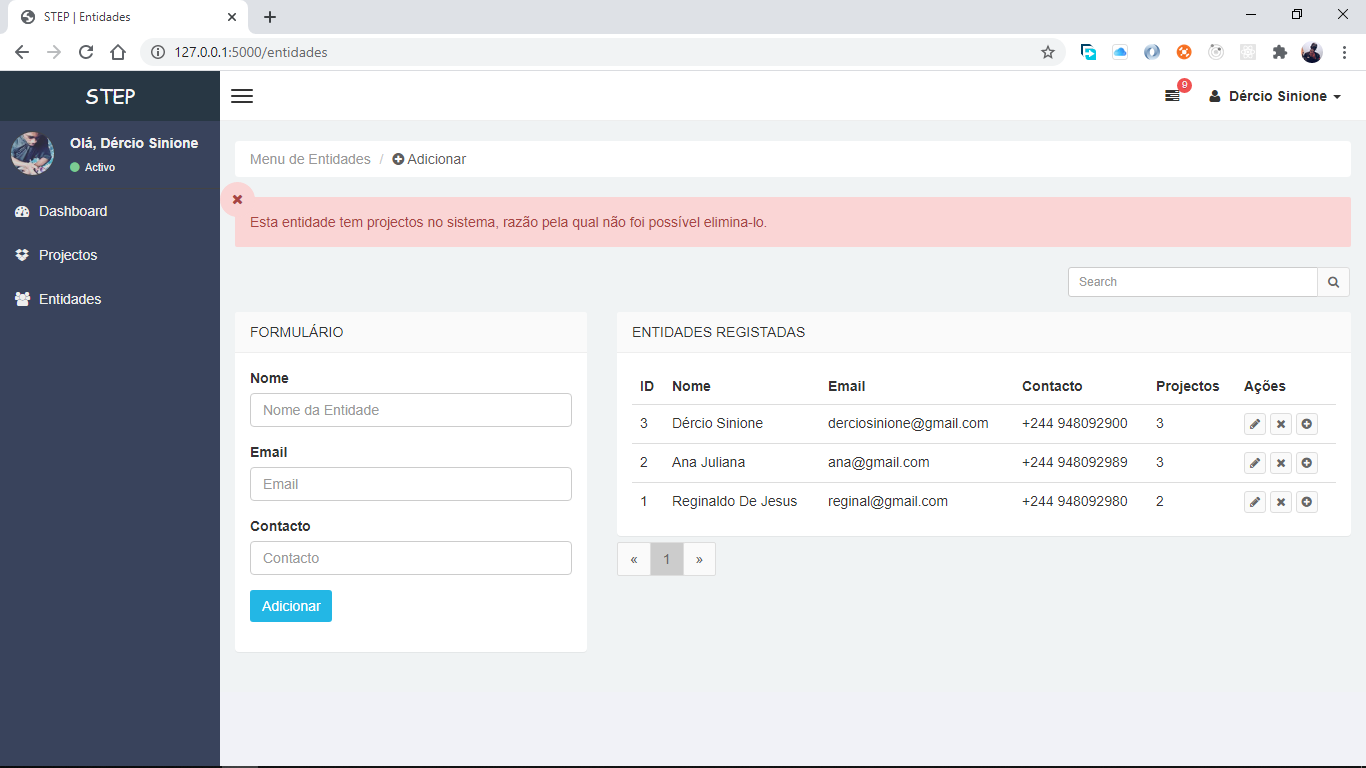 STEP | Entidades
127.0.0.1:5000/entidades
STEP
9
Dércio Sinione
Olá, Dércio Sinione
Activo
Dashboard
Projectos
Entidades
Menu de Entidades / Adicionar
Esta entidade tem projectos no sistema, razão pela qual não foi possível elimina-lo.
Search
FORMULÁRIO
Nome
Nome da Entidade
Email
Email
Contacto
Contacto
Adicionar
ENTIDADES REGISTADAS
ID Nome Email Contacto Projectos Ações
3 Dércio Sinione derciosinione@gmail.com +244 948092900 3
2 Ana Juliana ana@gmail.com +244 948092989 3
1 Reginaldo De Jesus reginal@gmail.com +244 948092980 2
« 1 »